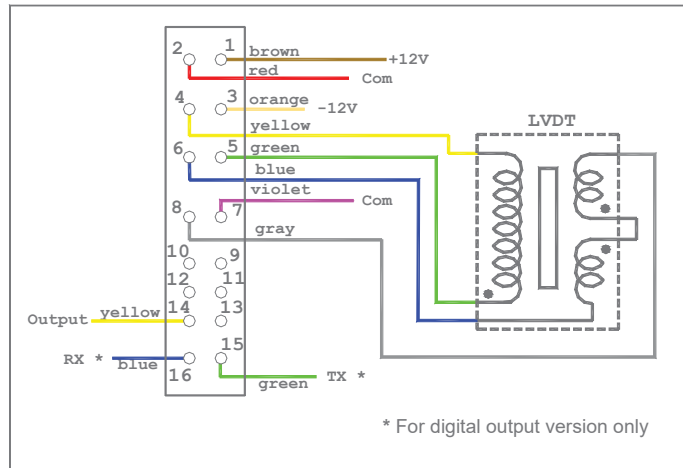 2 1 brown +12V
red Com
4 3 orange -12V
yellow LVDT
6 5 green
blue
violet
8 7 Com
gray
10 9
12 11
Output yellow 14 13
15
RX * blue TX *
16 green
* For digital output version only